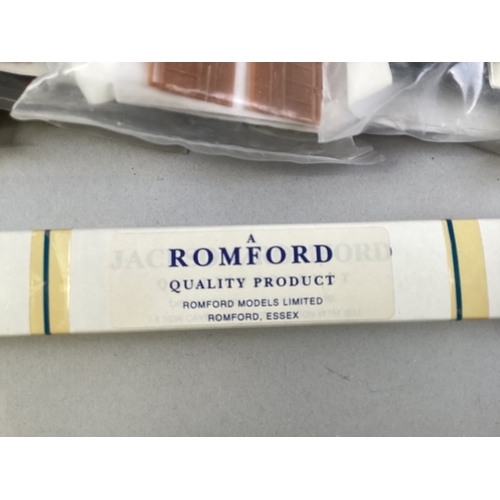 A
ROMFORD
QUALITY PRODUCT
ROMFORD MODELS LIMITED
ROMFORD, ESSEX